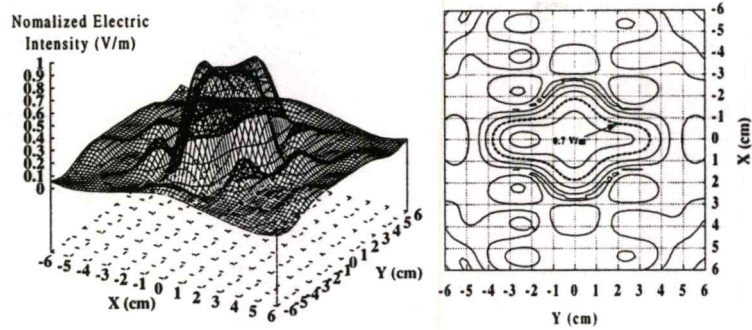 Nomalized Electric
Intensity (V/m)
1
0.9
0.8
0.7
0.6
0.5
0.4
0.3
0.2
0.1
0
-6 -5 -4 -3 -2 -1 0 1 2 3 4 5 6
X (cm)
-6 -5 -4 -3 -2 -1 0 1 2 3 4 5 6
Y (cm)
0.7 V/m
-6
-5
-4
-3
-2
-1
0
1
2
3
4
5
6
X (cm)
-6 -5 -4 -3 -2 -1 0 1 2 3 4 5 6
Y (cm)